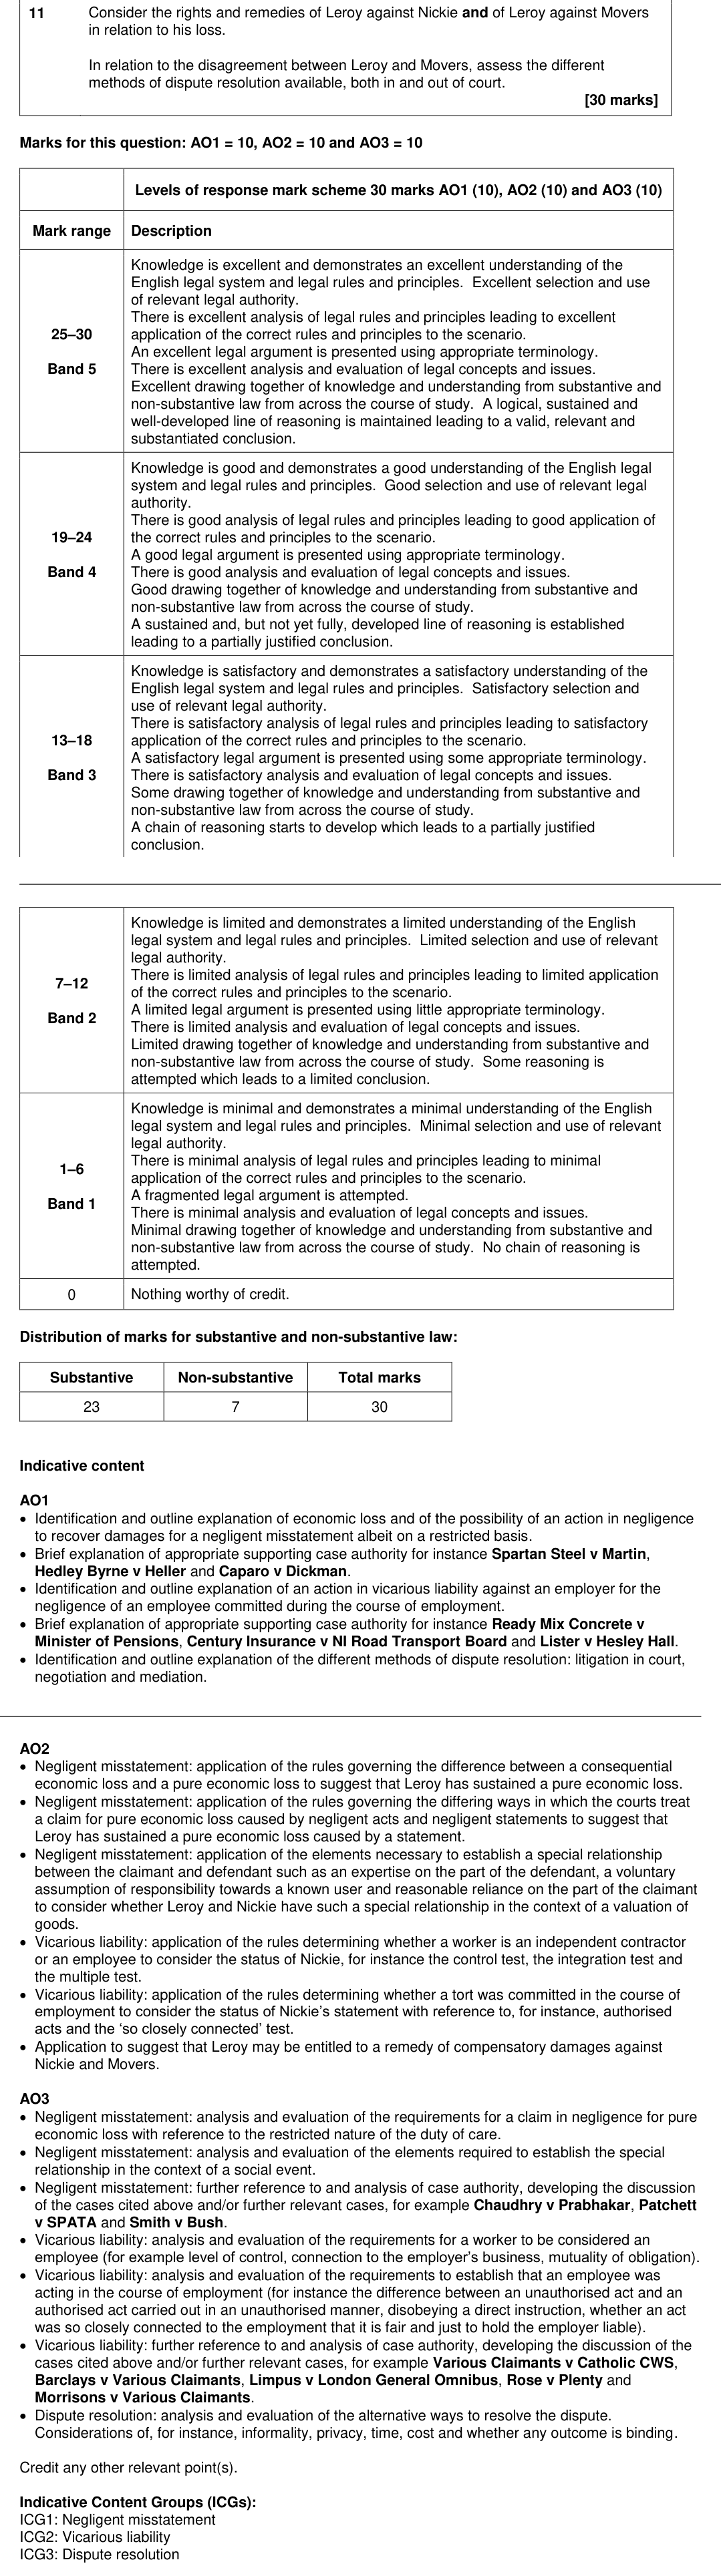 11
Consider the rights and remedies of Leroy against Nickie and of Leroy against Movers
in relation to his loss.
In relation to the disagreement between Leroy and Movers, assess the different
methods of dispute resolution available, both in and out of court.
[30 marks]
Marks for this question: AO1 = 10, AO2 = 10 and AO3 = 10
Levels of response mark scheme 30 marks AO1 (10), AO2 (10) and AO3 (10)
Mark range
Description
25–30
Band 5
Knowledge is excellent and demonstrates an excellent understanding of the
English legal system and legal rules and principles. Excellent selection and use
of relevant legal authority.
There is excellent analysis of legal rules and principles leading to excellent
application of the correct rules and principles to the scenario.
An excellent legal argument is presented using appropriate terminology.
There is excellent analysis and evaluation of legal concepts and issues.
Excellent drawing together of knowledge and understanding from substantive and
non-substantive law from across the course of study. A logical, sustained and
well-developed line of reasoning is maintained leading to a valid, relevant and
substantiated conclusion.
19–24
Band 4
Knowledge is good and demonstrates a good understanding of the English legal
system and legal rules and principles. Good selection and use of relevant legal
authority.
There is good analysis of legal rules and principles leading to good application of
the correct rules and principles to the scenario.
A good legal argument is presented using appropriate terminology.
There is good analysis and evaluation of legal concepts and issues.
Good drawing together of knowledge and understanding from substantive and
non-substantive law from across the course of study.
A sustained and, but not yet fully, developed line of reasoning is established
leading to a partially justified conclusion.
13–18
Band 3
Knowledge is satisfactory and demonstrates a satisfactory understanding of the
English legal system and legal rules and principles. Satisfactory selection and
use of relevant legal authority.
There is satisfactory analysis of legal rules and principles leading to satisfactory
application of the correct rules and principles to the scenario.
A satisfactory legal argument is presented using some appropriate terminology.
There is satisfactory analysis and evaluation of legal concepts and issues.
Some drawing together of knowledge and understanding from substantive and
non-substantive law from across the course of study.
A chain of reasoning starts to develop which leads to a partially justified
conclusion.
7–12
Band 2
Knowledge is limited and demonstrates a limited understanding of the English
legal system and legal rules and principles. Limited selection and use of relevant
legal authority.
There is limited analysis of legal rules and principles leading to limited application
of the correct rules and principles to the scenario.
A limited legal argument is presented using little appropriate terminology.
There is limited analysis and evaluation of legal concepts and issues.
Limited drawing together of knowledge and understanding from substantive and
non-substantive law from across the course of study. Some reasoning is
attempted which leads to a limited conclusion.
1–6
Band 1
Knowledge is minimal and demonstrates a minimal understanding of the English
legal system and legal rules and principles. Minimal selection and use of relevant
legal authority.
There is minimal analysis of legal rules and principles leading to minimal
application of the correct rules and principles to the scenario.
A fragmented legal argument is attempted.
There is minimal analysis and evaluation of legal concepts and issues.
Minimal drawing together of knowledge and understanding from substantive and
non-substantive law from across the course of study. No chain of reasoning is
attempted.
0
Nothing worthy of credit.
Distribution of marks for substantive and non-substantive law:
Substantive
Non-substantive
Total marks
23
7
30
Indicative content
AO1
• Identification and outline explanation of economic loss and of the possibility of an action in negligence
to recover damages for a negligent misstatement albeit on a restricted basis.
• Brief explanation of appropriate supporting case authority for instance Spartan Steel v Martin,
Hedley Byrne v Heller and Caparo v Dickman.
• Identification and outline explanation of an action in vicarious liability against an employer for the
negligence of an employee committed during the course of employment.
• Brief explanation of appropriate supporting case authority for instance Ready Mix Concrete v
Minister of Pensions, Century Insurance v NI Road Transport Board and Lister v Hesley Hall.
• Identification and outline explanation of the different methods of dispute resolution: litigation in court,
negotiation and mediation.
AO2
• Negligent misstatement: application of the rules governing the difference between a consequential
economic loss and a pure economic loss to suggest that Leroy has sustained a pure economic loss.
• Negligent misstatement: application of the rules governing the differing ways in which the courts treat
a claim for pure economic loss caused by negligent acts and negligent statements to suggest that
Leroy has sustained a pure economic loss caused by a statement.
• Negligent misstatement: application of the elements necessary to establish a special relationship
between the claimant and defendant such as an expertise on the part of the defendant, a voluntary
assumption of responsibility towards a known user and reasonable reliance on the part of the claimant
to consider whether Leroy and Nickie have such a special relationship in the context of a valuation of
goods.
• Vicarious liability: application of the rules determining whether a worker is an independent contractor
or an employee to consider the status of Nickie, for instance the control test, the integration test and
the multiple test.
• Vicarious liability: application of the rules determining whether a tort was committed in the course of
employment to consider the status of Nickie’s statement with reference to, for instance, authorised
acts and the ‘so closely connected’ test.
• Application to suggest that Leroy may be entitled to a remedy of compensatory damages against
Nickie and Movers.
AO3
• Negligent misstatement: analysis and evaluation of the requirements for a claim in negligence for pure
economic loss with reference to the restricted nature of the duty of care.
• Negligent misstatement: analysis and evaluation of the elements required to establish the special
relationship in the context of a social event.
• Negligent misstatement: further reference to and analysis of case authority, developing the discussion
of the cases cited above and/or further relevant cases, for example Chaudhry v Prabhakar, Patchett
v SPATA and Smith v Bush.
• Vicarious liability: analysis and evaluation of the requirements for a worker to be considered an
employee (for example level of control, connection to the employer’s business, mutuality of obligation).
• Vicarious liability: analysis and evaluation of the requirements to establish that an employee was
acting in the course of employment (for instance the difference between an unauthorised act and an
authorised act carried out in an unauthorised manner, disobeying a direct instruction, whether an act
was so closely connected to the employment that it is fair and just to hold the employer liable).
• Vicarious liability: further reference to and analysis of case authority, developing the discussion of the
cases cited above and/or further relevant cases, for example Various Claimants v Catholic CWS,
Barclays v Various Claimants, Limpus v London General Omnibus, Rose v Plenty and
Morrisons v Various Claimants.
• Dispute resolution: analysis and evaluation of the alternative ways to resolve the dispute.
Considerations of, for instance, informality, privacy, time, cost and whether any outcome is binding.
Credit any other relevant point(s).
Indicative Content Groups (ICGs):
ICG1: Negligent misstatement
ICG2: Vicarious liability
ICG3: Dispute resolution